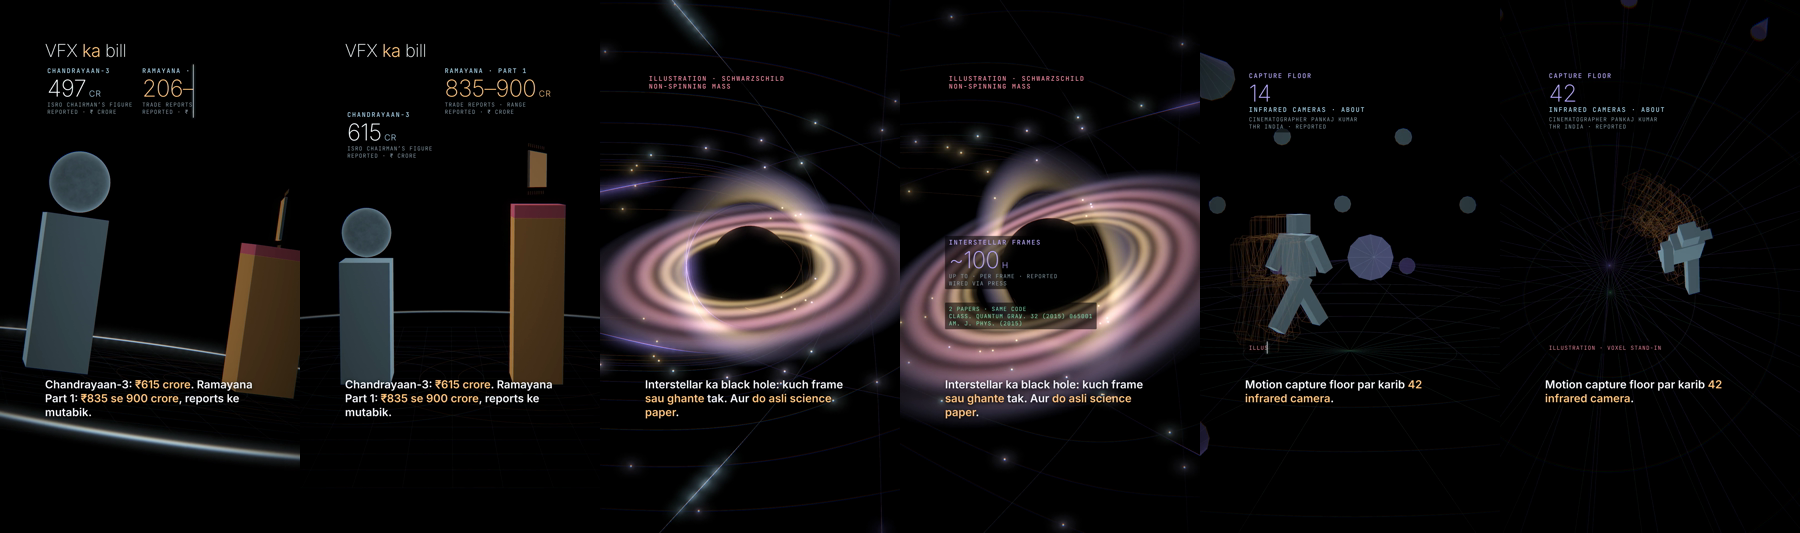 VFX ka bill
CHANDRAYAAN-3
497 CR
ISRO CHAIRMAN'S FIGURE
REPORTED · ₹ CRORE
RAMAYANA ·
206–
TRADE REPORTS
REPORTED · ₹
Chandrayaan-3: ₹615 crore. Ramayana
Part 1: ₹835 se 900 crore, reports ke
mutabik.
VFX ka bill
RAMAYANA · PART 1
835–900 CR
TRADE REPORTS · RANGE
REPORTED · ₹ CRORE
CHANDRAYAAN-3
615 CR
ISRO CHAIRMAN'S FIGURE
REPORTED · ₹ CRORE
Chandrayaan-3: ₹615 crore. Ramayana
Part 1: ₹835 se 900 crore, reports ke
mutabik.
ILLUSTRATION · SCHWARZSCHILD
NON-SPINNING MASS
Interstellar ka black hole: kuch frame
sau ghante tak. Aur do asli science
paper.
ILLUSTRATION · SCHWARZSCHILD
NON-SPINNING MASS
INTERSTELLAR FRAMES
~100 H
UP TO · PER FRAME · REPORTED
WIRED VIA PRESS
2 PAPERS · SAME CODE
CLASS. QUANTUM GRAV. 32 (2015) 065001
AM. J. PHYS. (2015)
Interstellar ka black hole: kuch frame
sau ghante tak. Aur do asli science
paper.
CAPTURE FLOOR
14
INFRARED CAMERAS · ABOUT
CINEMATOGRAPHER PANKAJ KUMAR
THR INDIA · REPORTED
ILLUS
Motion capture floor par karib 42
infrared camera.
CAPTURE FLOOR
42
INFRARED CAMERAS · ABOUT
CINEMATOGRAPHER PANKAJ KUMAR
THR INDIA · REPORTED
ILLUSTRATION · VOXEL STAND-IN
Motion capture floor par karib 42
infrared camera.